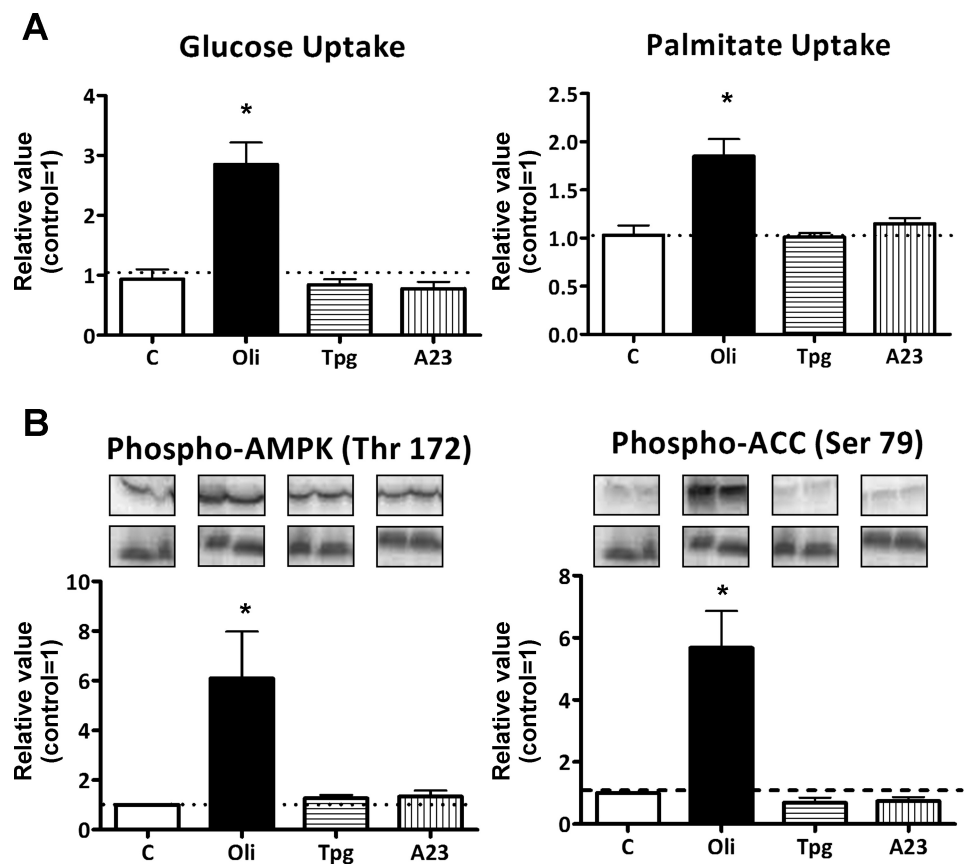 A
Glucose Uptake
Relative value
(control=1)
4
3
2
1
0
C Oli Tpg A23
*
Palmitate Uptake
Relative value
(control=1)
2.5
2.0
1.5
1.0
0.5
0.0
C Oli Tpg A23
*
B
Phospho-AMPK (Thr 172)
Relative value
(control=1)
10
8
6
4
2
0
C Oli Tpg A23
*
Phospho-ACC (Ser 79)
Relative value
(control=1)
8
6
4
2
0
C Oli Tpg A23
*